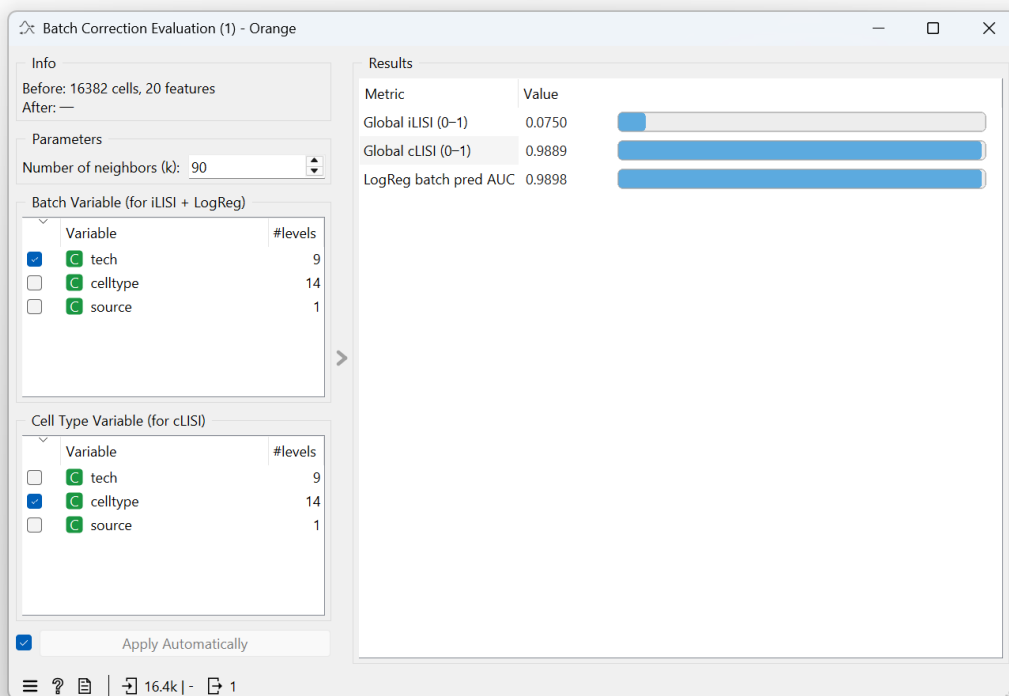 Batch Correction Evaluation (1) - Orange
Info
Before: 16382 cells, 20 features
After: —
Parameters
Number of neighbors (k): 90
Batch Variable (for iLISI + LogReg)
Variable #levels
C tech 9
C celltype 14
C source 1
Cell Type Variable (for cLISI)
Variable #levels
C tech 9
C celltype 14
C source 1
Apply Automatically
16.4k | - 1
Results
Metric Value
Global iLISI (0–1) 0.0750
Global cLISI (0–1) 0.9889
LogReg batch pred AUC 0.9898